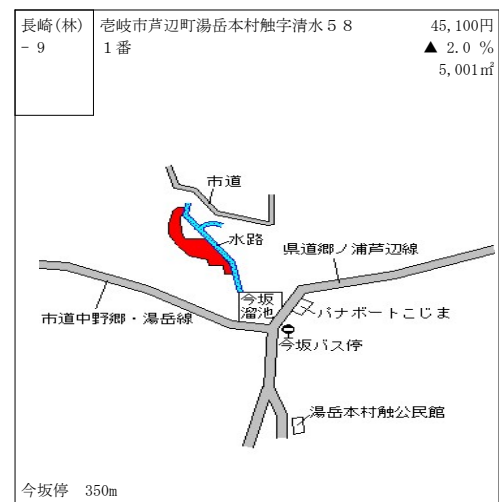 長崎(林) 壱岐市芦辺町湯岳本村触字清水５８ 45,100円
- 9 １番 ▲ 2.0 %
5,001㎡
市道
水路
県道郷ノ浦芦辺線
今坂
溜池
パナボートこじま
市道中野郷・湯岳線
今坂バス停
湯岳本村触公民館
今坂停 350m